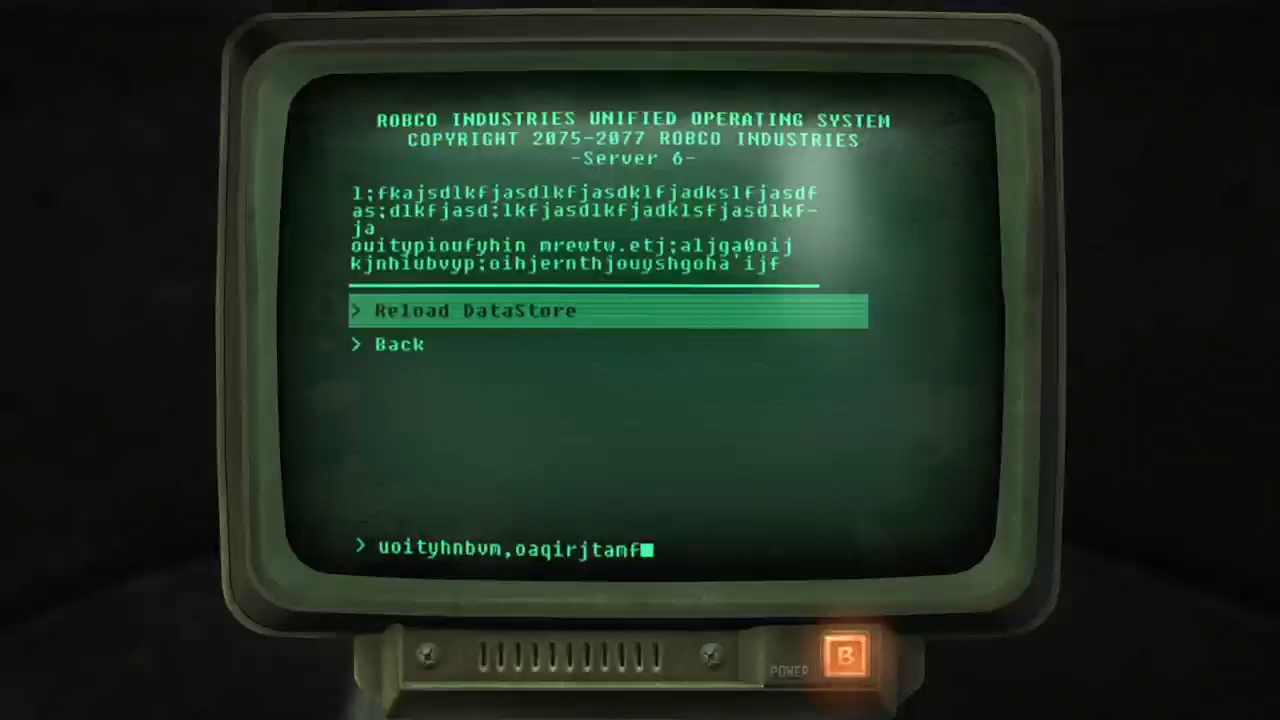 ROBCO INDUSTRIES UNIFIED OPERATING SYSTEM
COPYRIGHT 2075-2077 ROBCO INDUSTRIES
-Server 6-
l;fkajsdlkfjasdlkfjasdklfjadkslfjasdf
as;dlkfjasd;lkfjasdlkfjadklsfjasdlkf-
ja
ouitypioufyhin mrewtw.etj;aljga0oij
kjnhiubvyp;oihjernthjouyshgoha'ijf
> Reload DataStore
> Back
> uoityhnbvm,oaqirjtamf
POWER
B